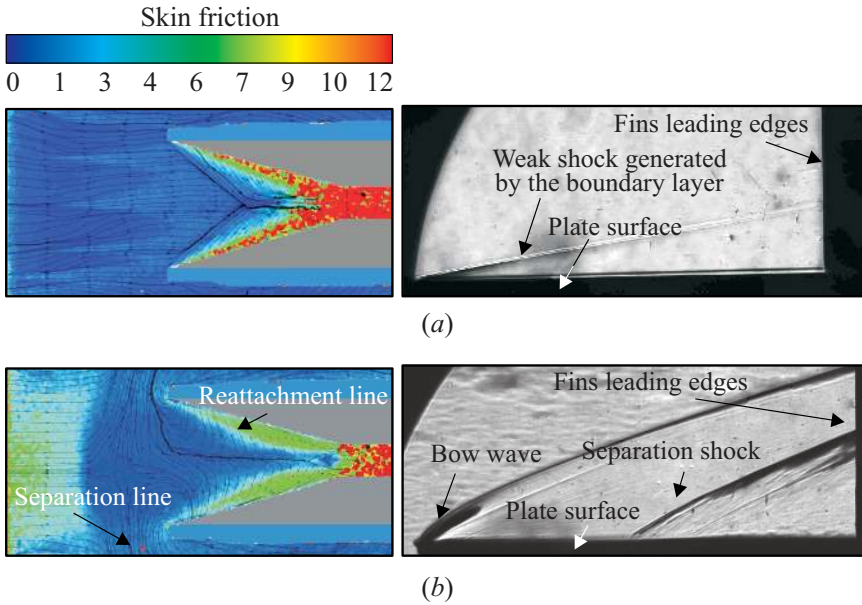 Skin friction
0 1 3 4 6 7 9 10 12
Fins leading edges
Weak shock generated
by the boundary layer
Plate surface
(a)
Reattachment line
Separation line
Fins leading edges
Bow wave
Separation shock
Plate surface
(b)